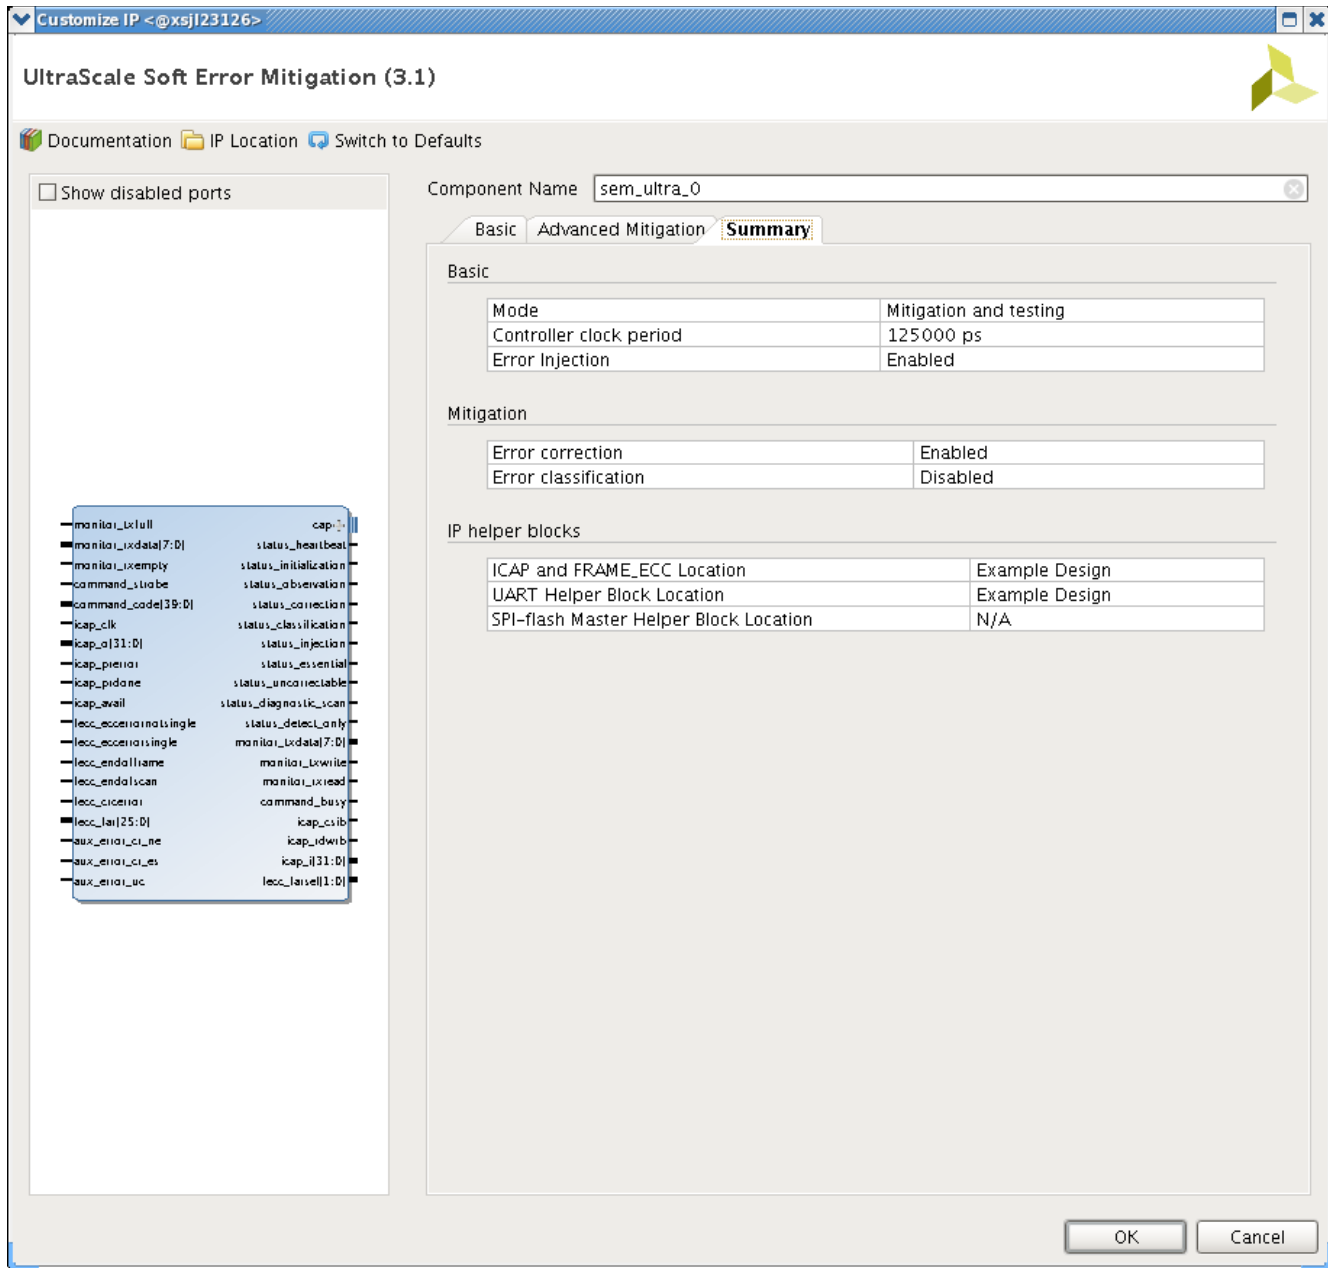 Customize IP <@xsjl23126>
UltraScale Soft Error Mitigation (3.1)
Documentation IP Location Switch to Defaults
Show disabled ports
monitor_txfull
monitor_rxdata[7:0]
monitor_rxempty
command_strobe
command_code[39:0]
icap_clk
icap_o[31:0]
icap_prerror
icap_prdone
icap_avail
fecc_eccerrornotsingle
fecc_eccerrorsingle
fecc_endofframe
fecc_endofscan
fecc_crcerror
fecc_far[25:0]
aux_error_cr_ne
aux_error_cr_es
aux_error_uc
cap
status_heartbeat
status_initialization
status_observation
status_correction
status_classification
status_injection
status_essential
status_uncorrectable
status_diagnostic_scan
status_detect_only
monitor_txdata[7:0]
monitor_txwrite
monitor_rxread
command_busy
icap_csib
icap_rdwrb
icap_i[31:0]
fecc_farsel[1:0]
Component Name sem_ultra_0
Basic Advanced Mitigation Summary
Basic
Mode Mitigation and testing
Controller clock period 125000 ps
Error Injection Enabled
Mitigation
Error correction Enabled
Error classification Disabled
IP helper blocks
ICAP and FRAME_ECC Location Example Design
UART Helper Block Location Example Design
SPI-flash Master Helper Block Location N/A
OK Cancel